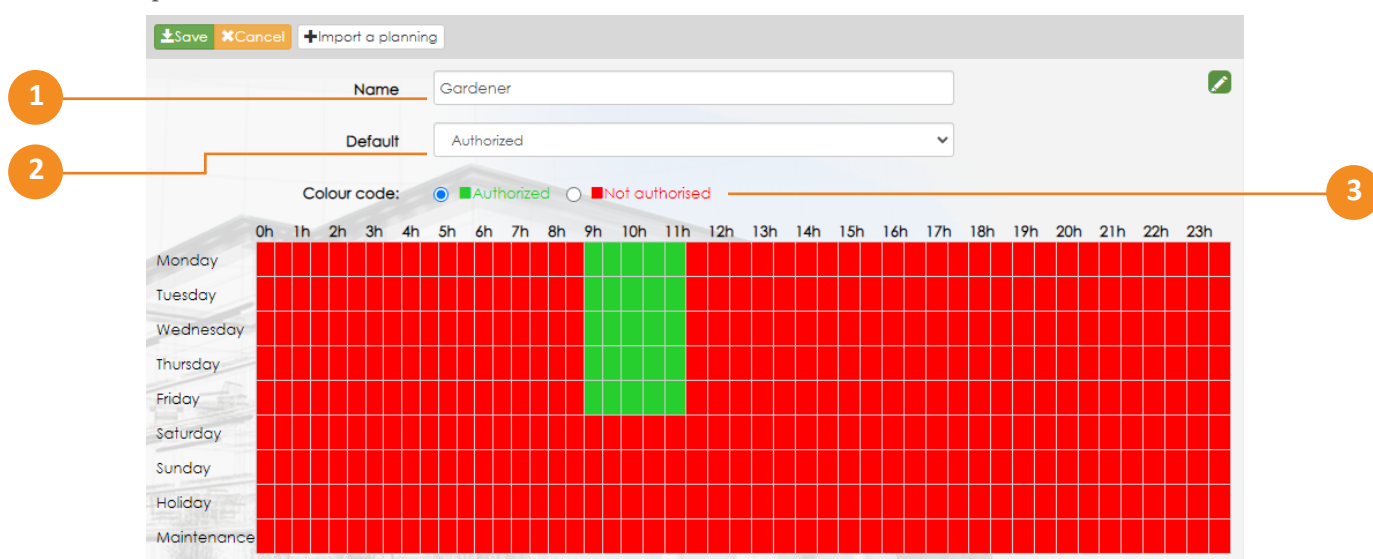 Save Cancel Import a planning
1 Name Gardener
Default Authorized
2
Colour code: Authorized Not authorised 3
0h 1h 2h 3h 4h 5h 6h 7h 8h 9h 10h 11h 12h 13h 14h 15h 16h 17h 18h 19h 20h 21h 22h 23h
Monday
Tuesday
Wednesday
Thursday
Friday
Saturday
Sunday
Holiday
Maintenance